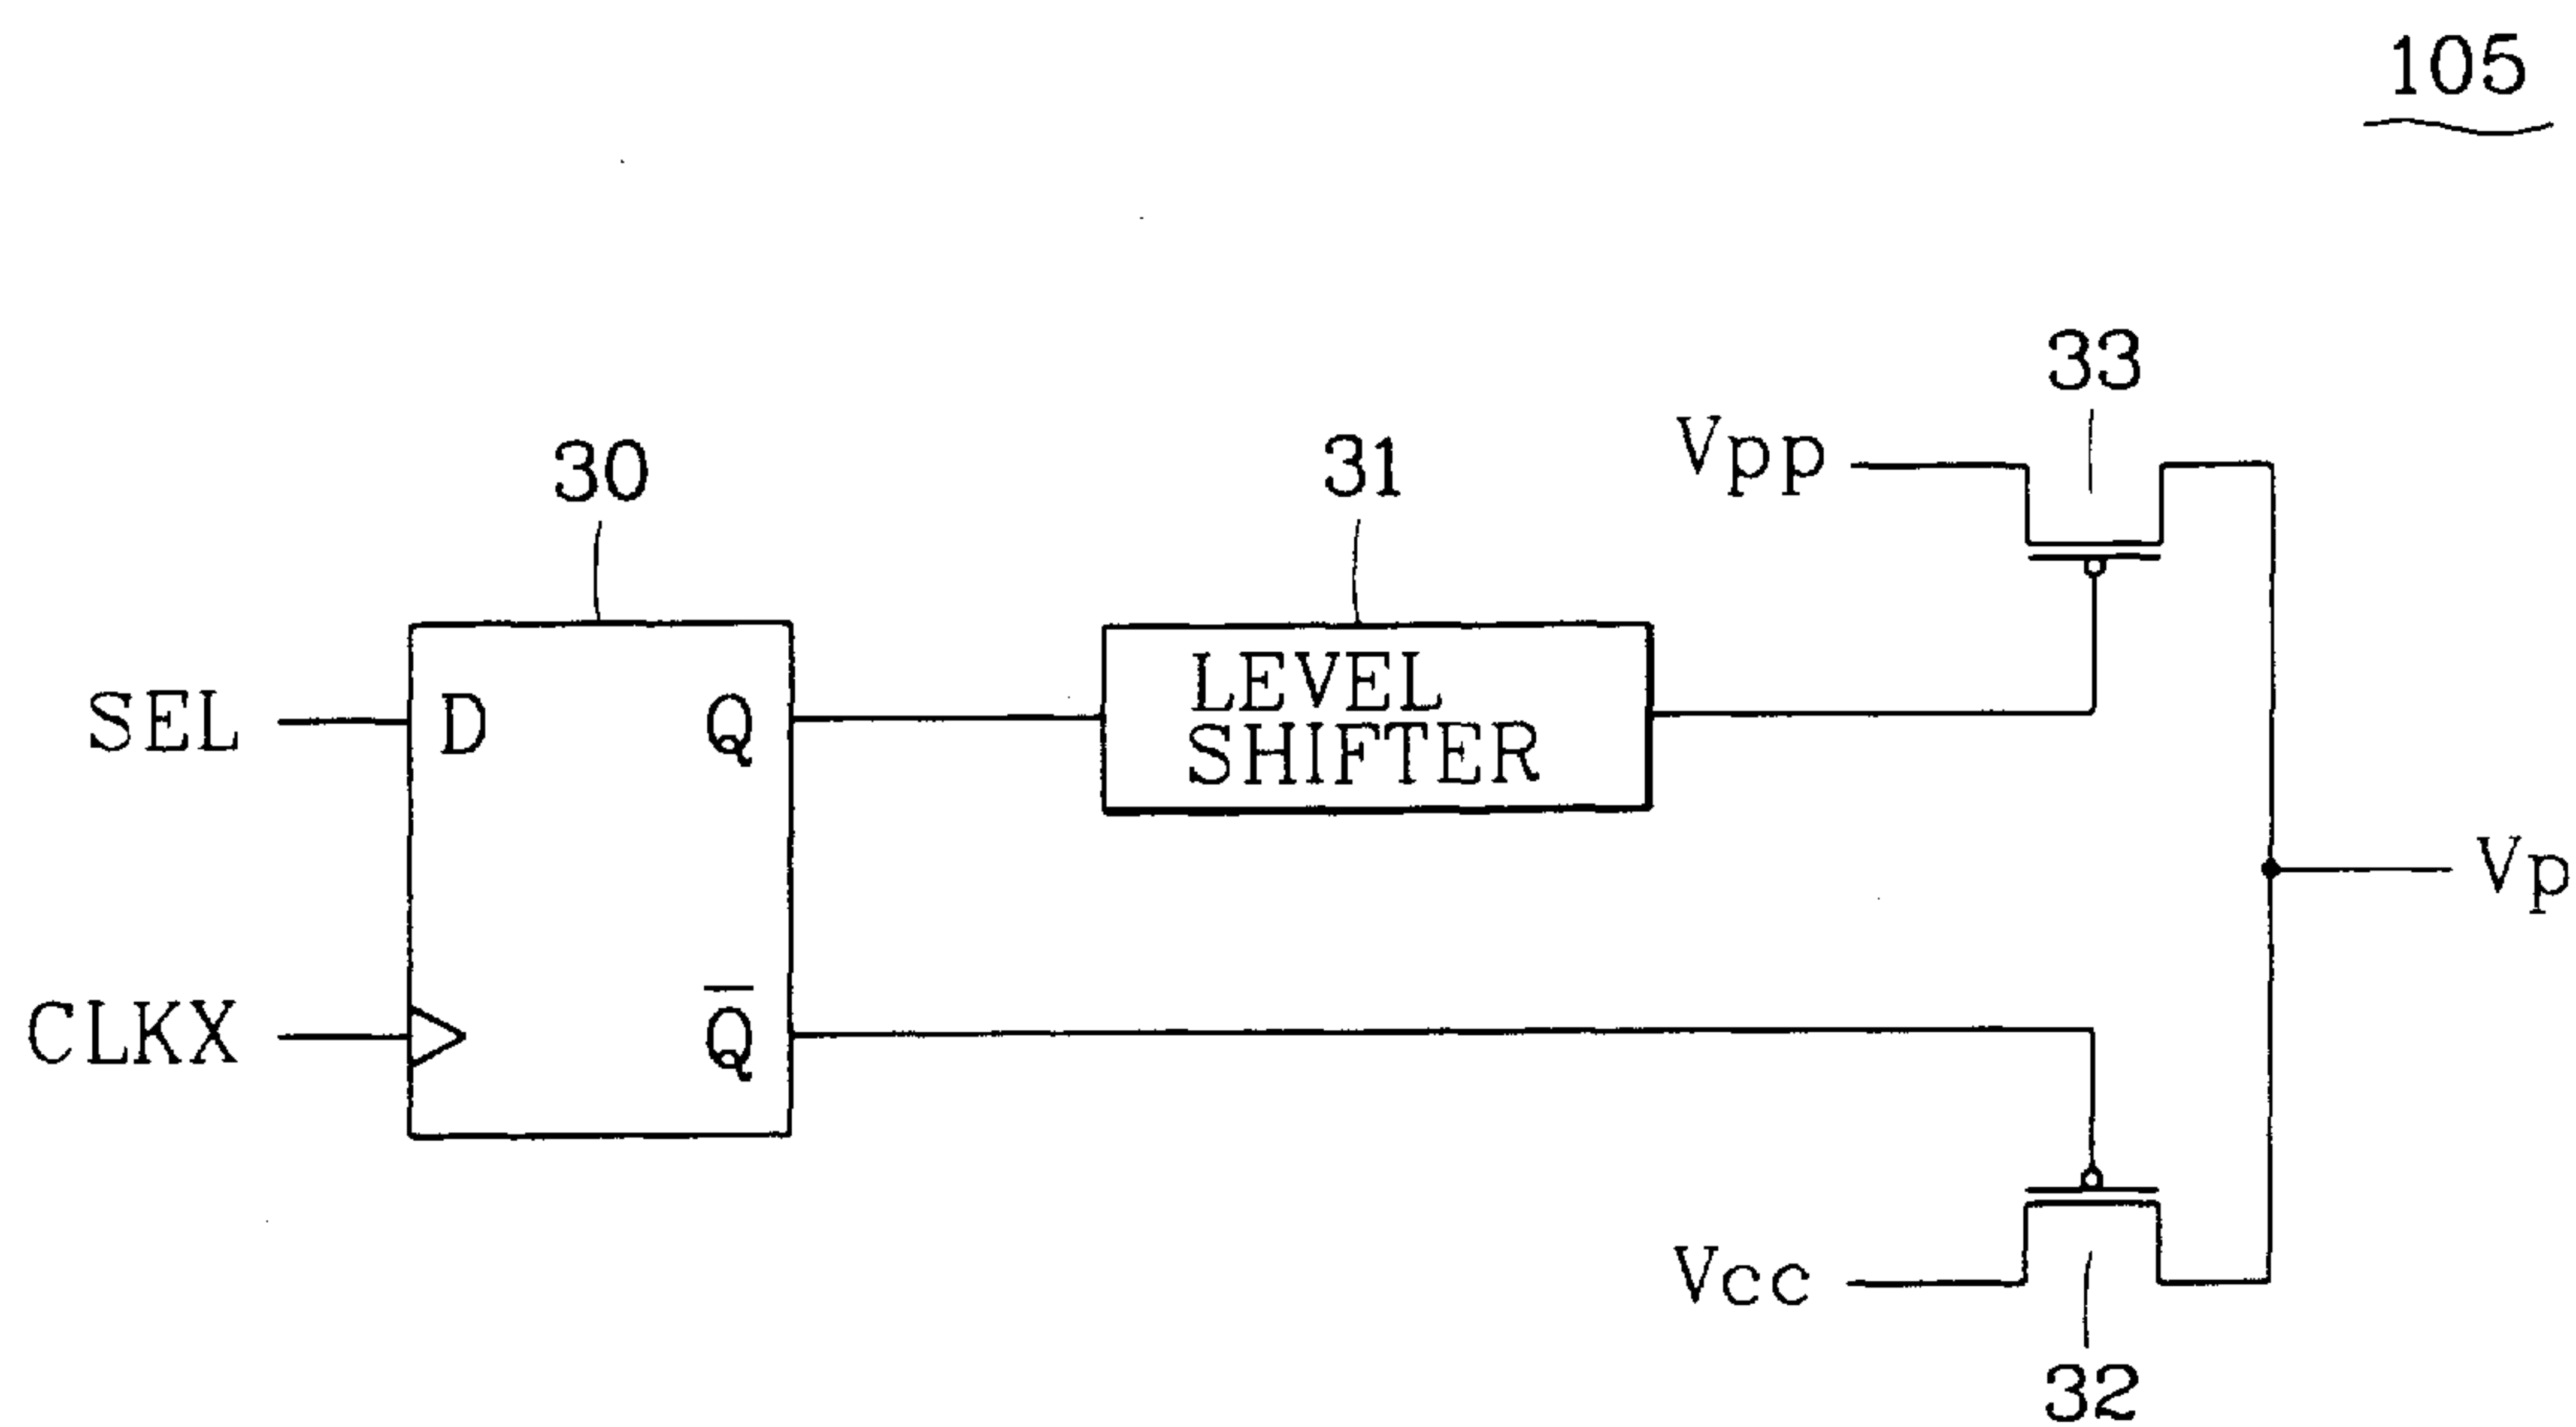 105
33
Vpp
30
31
LEVEL
SHIFTER
SEL
D
Q
Vp
CLKX
Q̅
Vcc
32